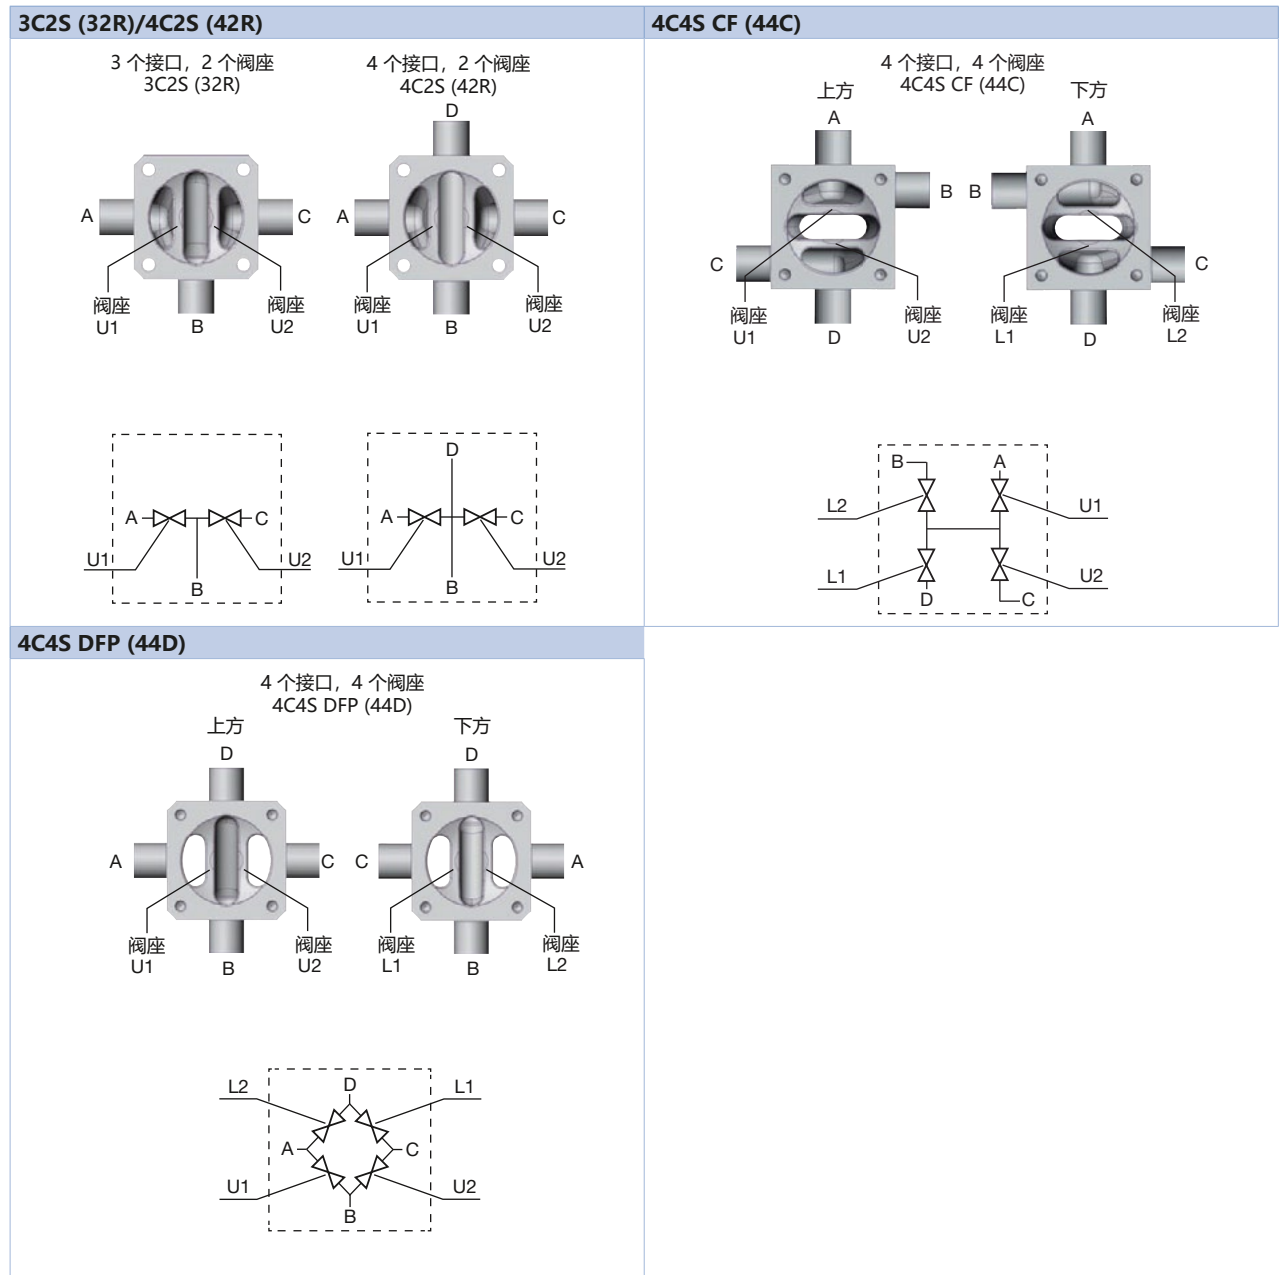 3C2S (32R)/4C2S (42R)
3 个接口，2 个阀座
3C2S (32R)
4 个接口，2 个阀座
4C2S (42R)
D
A
C
A
C
阀座
U1
B
阀座
U2
阀座
U1
B
阀座
U2
D
A
C
A
C
U1
U2
U1
U2
B
B
4C4S CF (44C)
4 个接口，4 个阀座
4C4S CF (44C)
上方
下方
A
A
B
B
C
C
阀座
U1
D
阀座
U2
阀座
L1
D
阀座
L2
B
A
L2
U1
L1
U2
D
C
4C4S DFP (44D)
4 个接口，4 个阀座
4C4S DFP (44D)
上方
下方
D
D
A
C
C
A
阀座
U1
B
阀座
U2
阀座
L1
B
阀座
L2
L2
D
L1
A
C
U1
U2
B